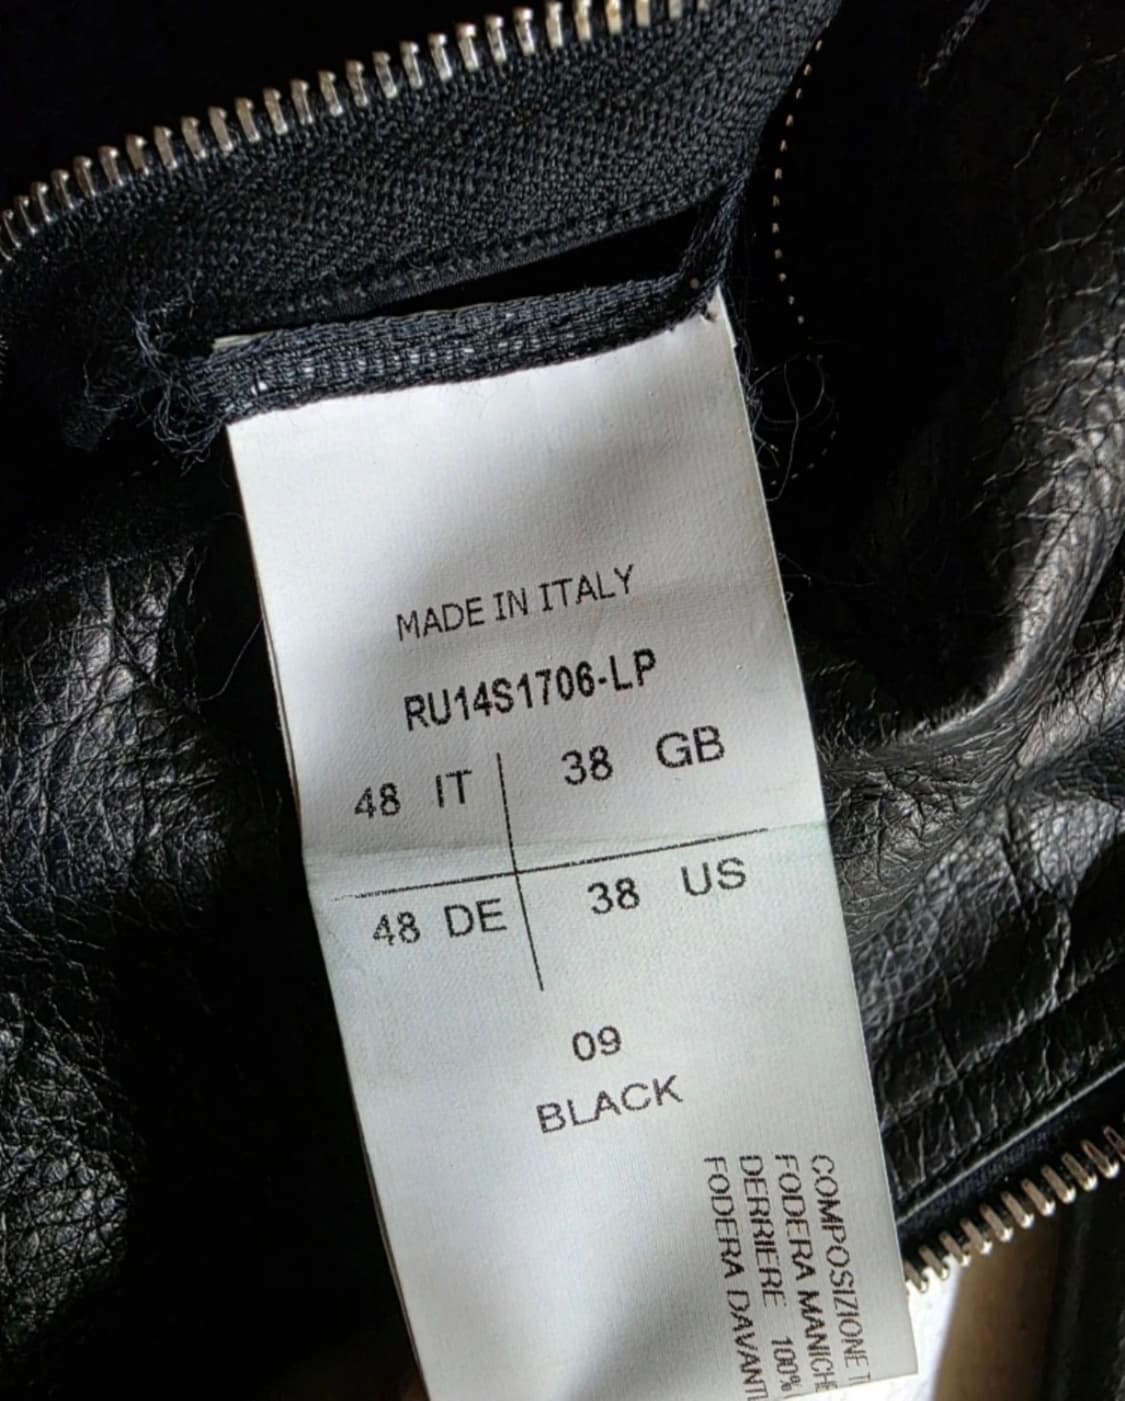 MADE IN ITALY
RU14S1706-LP
48 IT 38 GB
48 DE 38 US
09
BLACK
COMPOSIZIONE
FODERA MANICHE
DERRIERE 100%
FODERA DAVANTI